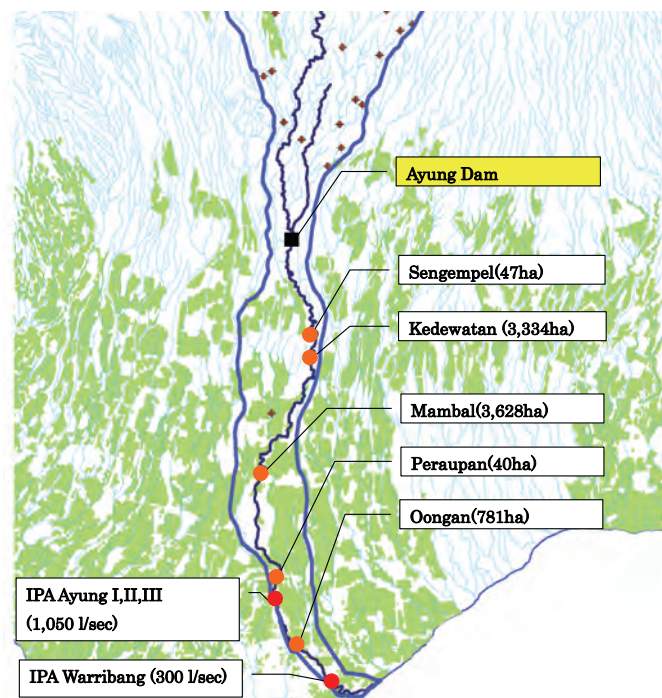 Ayung Dam
Sengempel(47ha)
Kedewatan (3,334ha)
Mambal(3,628ha)
Peraupan(40ha)
Oongan(781ha)
IPA Ayung I,II,III
(1,050 l/sec)
IPA Warribang (300 l/sec)